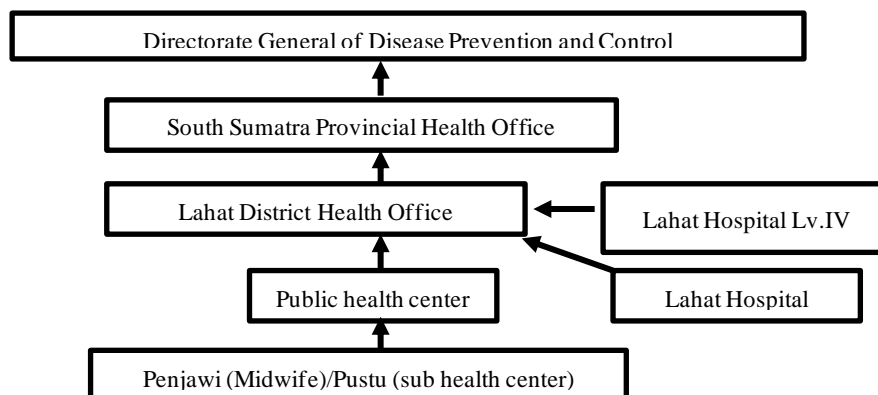 Directorate General of Disease Prevention and Control
South Sumatra Provincial Health Office
Lahat District Health Office
Lahat Hospital Lv.IV
Public health center
Lahat Hospital
Penjawi (Midwife)/Pustu (sub health center)